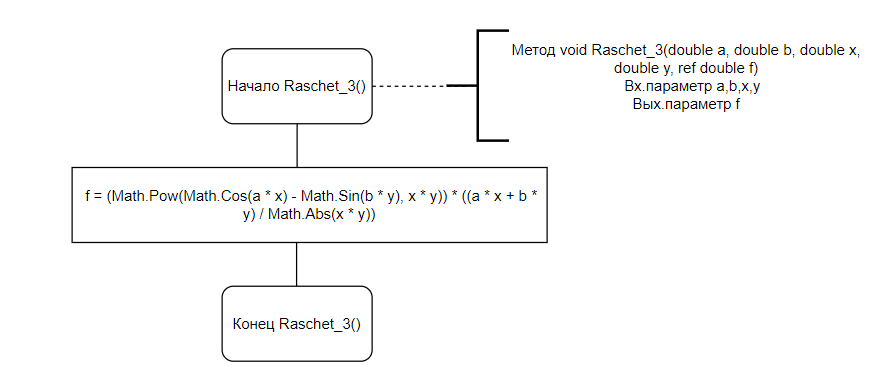 Метод void Raschet_3(double a, double b, double x,
double y, ref double f)
Вх.параметр a,b,x,y
Вых.параметр f
Начало Raschet_3()
f = (Math.Pow(Math.Cos(a * x) - Math.Sin(b * y), x * y)) * ((a * x + b *
y) / Math.Abs(x * y))
Конец Raschet_3()